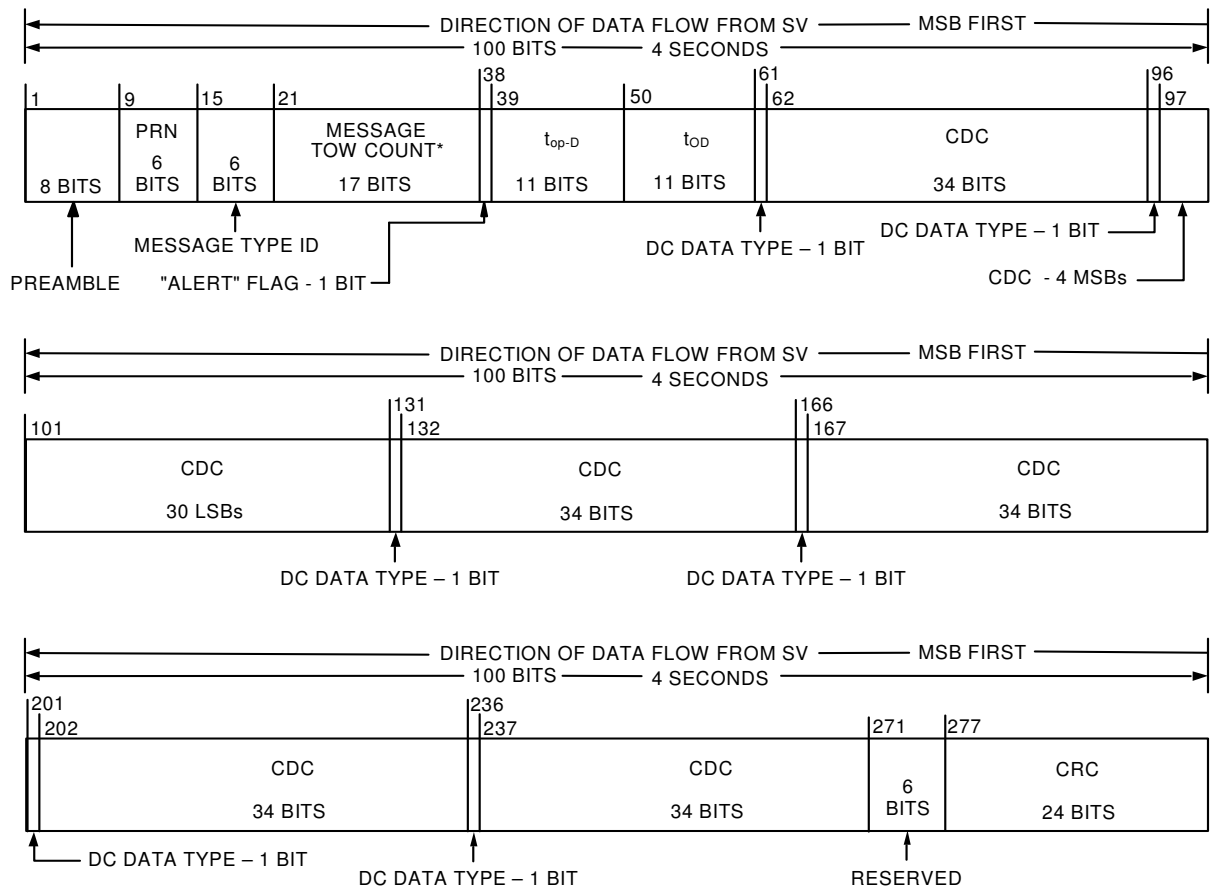 DIRECTION OF DATA FLOW FROM SV MSB FIRST
100 BITS 4 SECONDS
1 9 15 21 38 39 50 61 62 96 97
8 BITS
PRN
6
BITS
6
BITS
MESSAGE
TOW COUNT*
17 BITS
top-D
11 BITS
tOD
11 BITS
CDC
34 BITS
PREAMBLE
MESSAGE TYPE ID
"ALERT" FLAG - 1 BIT
DC DATA TYPE – 1 BIT
DC DATA TYPE – 1 BIT
CDC - 4 MSBs
DIRECTION OF DATA FLOW FROM SV MSB FIRST
100 BITS 4 SECONDS
101 131 132 166 167
CDC
30 LSBs
CDC
34 BITS
CDC
34 BITS
DC DATA TYPE – 1 BIT
DC DATA TYPE – 1 BIT
DIRECTION OF DATA FLOW FROM SV MSB FIRST
100 BITS 4 SECONDS
201 202 236 237 271 277
CDC
34 BITS
CDC
34 BITS
6
BITS
CRC
24 BITS
DC DATA TYPE – 1 BIT
DC DATA TYPE – 1 BIT
RESERVED